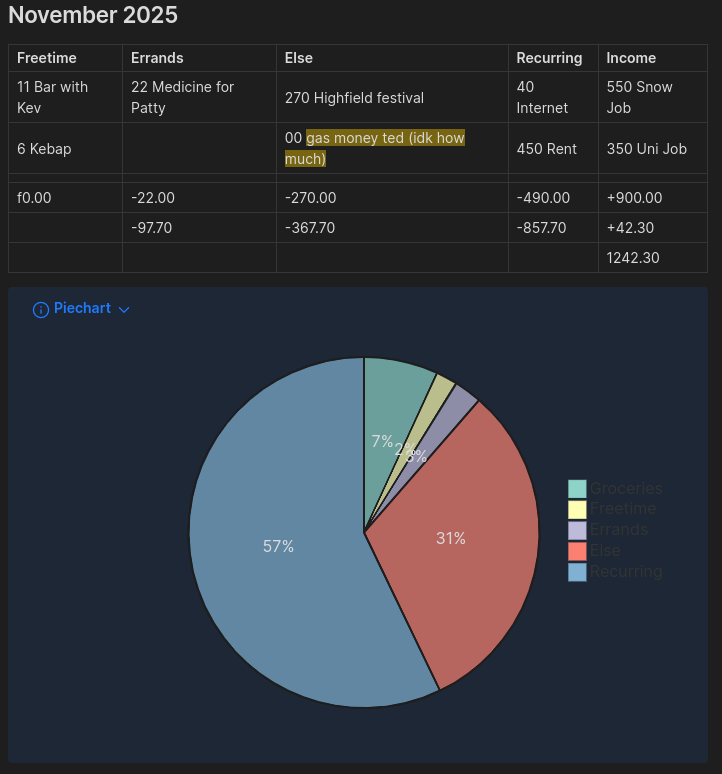 November 2025
Freetime Errands Else Recurring Income
11 Bar with Kev 22 Medicine for Patty 270 Highfield festival 40 Internet 550 Snow Job
6 Kebap 00 gas money ted (idk how much) 450 Rent 350 Uni Job
f0.00 -22.00 -270.00 -490.00 +900.00
-97.70 -367.70 -857.70 +42.30
1242.30
Piechart
7%
2%
3%
31%
57%
Groceries
Freetime
Errands
Else
Recurring